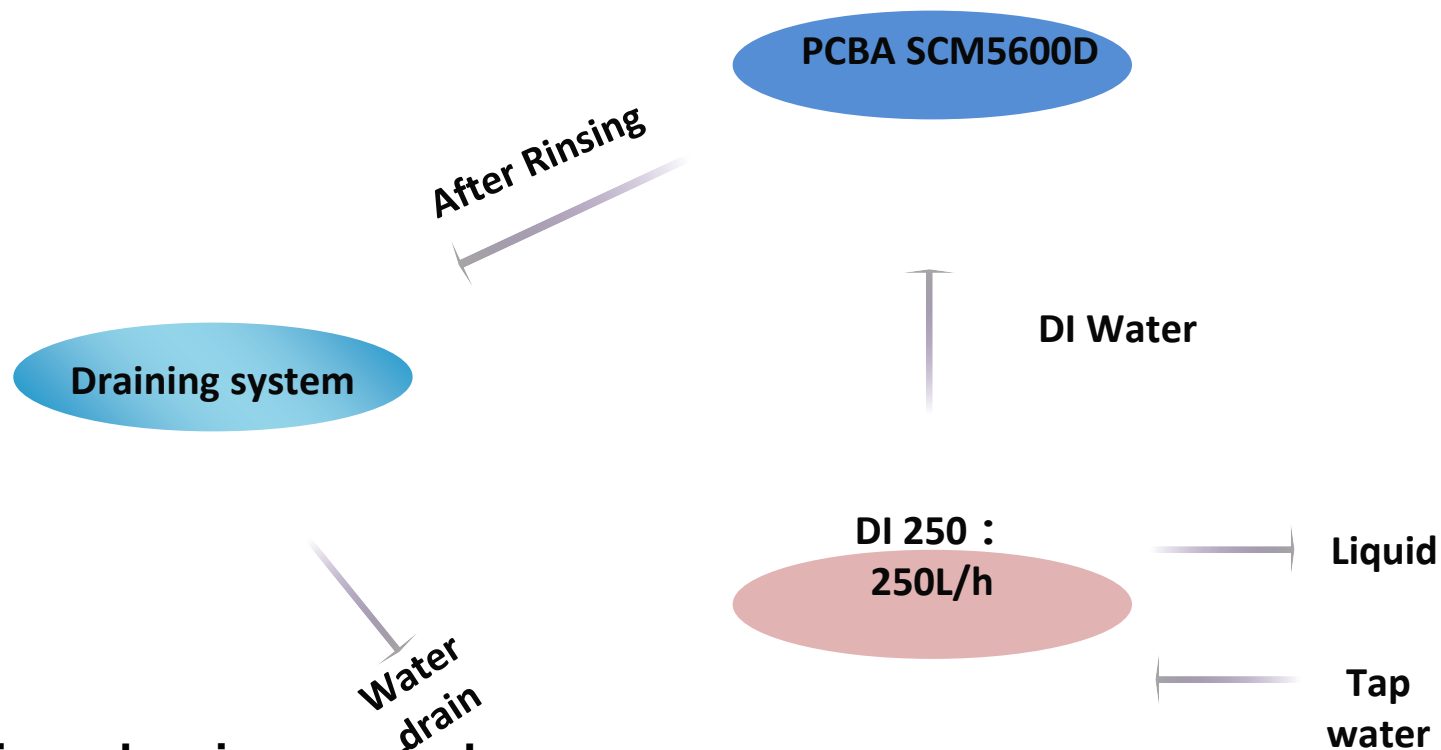 PCBA SCM5600D
After Rinsing
DI Water
Draining system
DI 250：
250L/h
Liquid
Tap
water
Water
drain